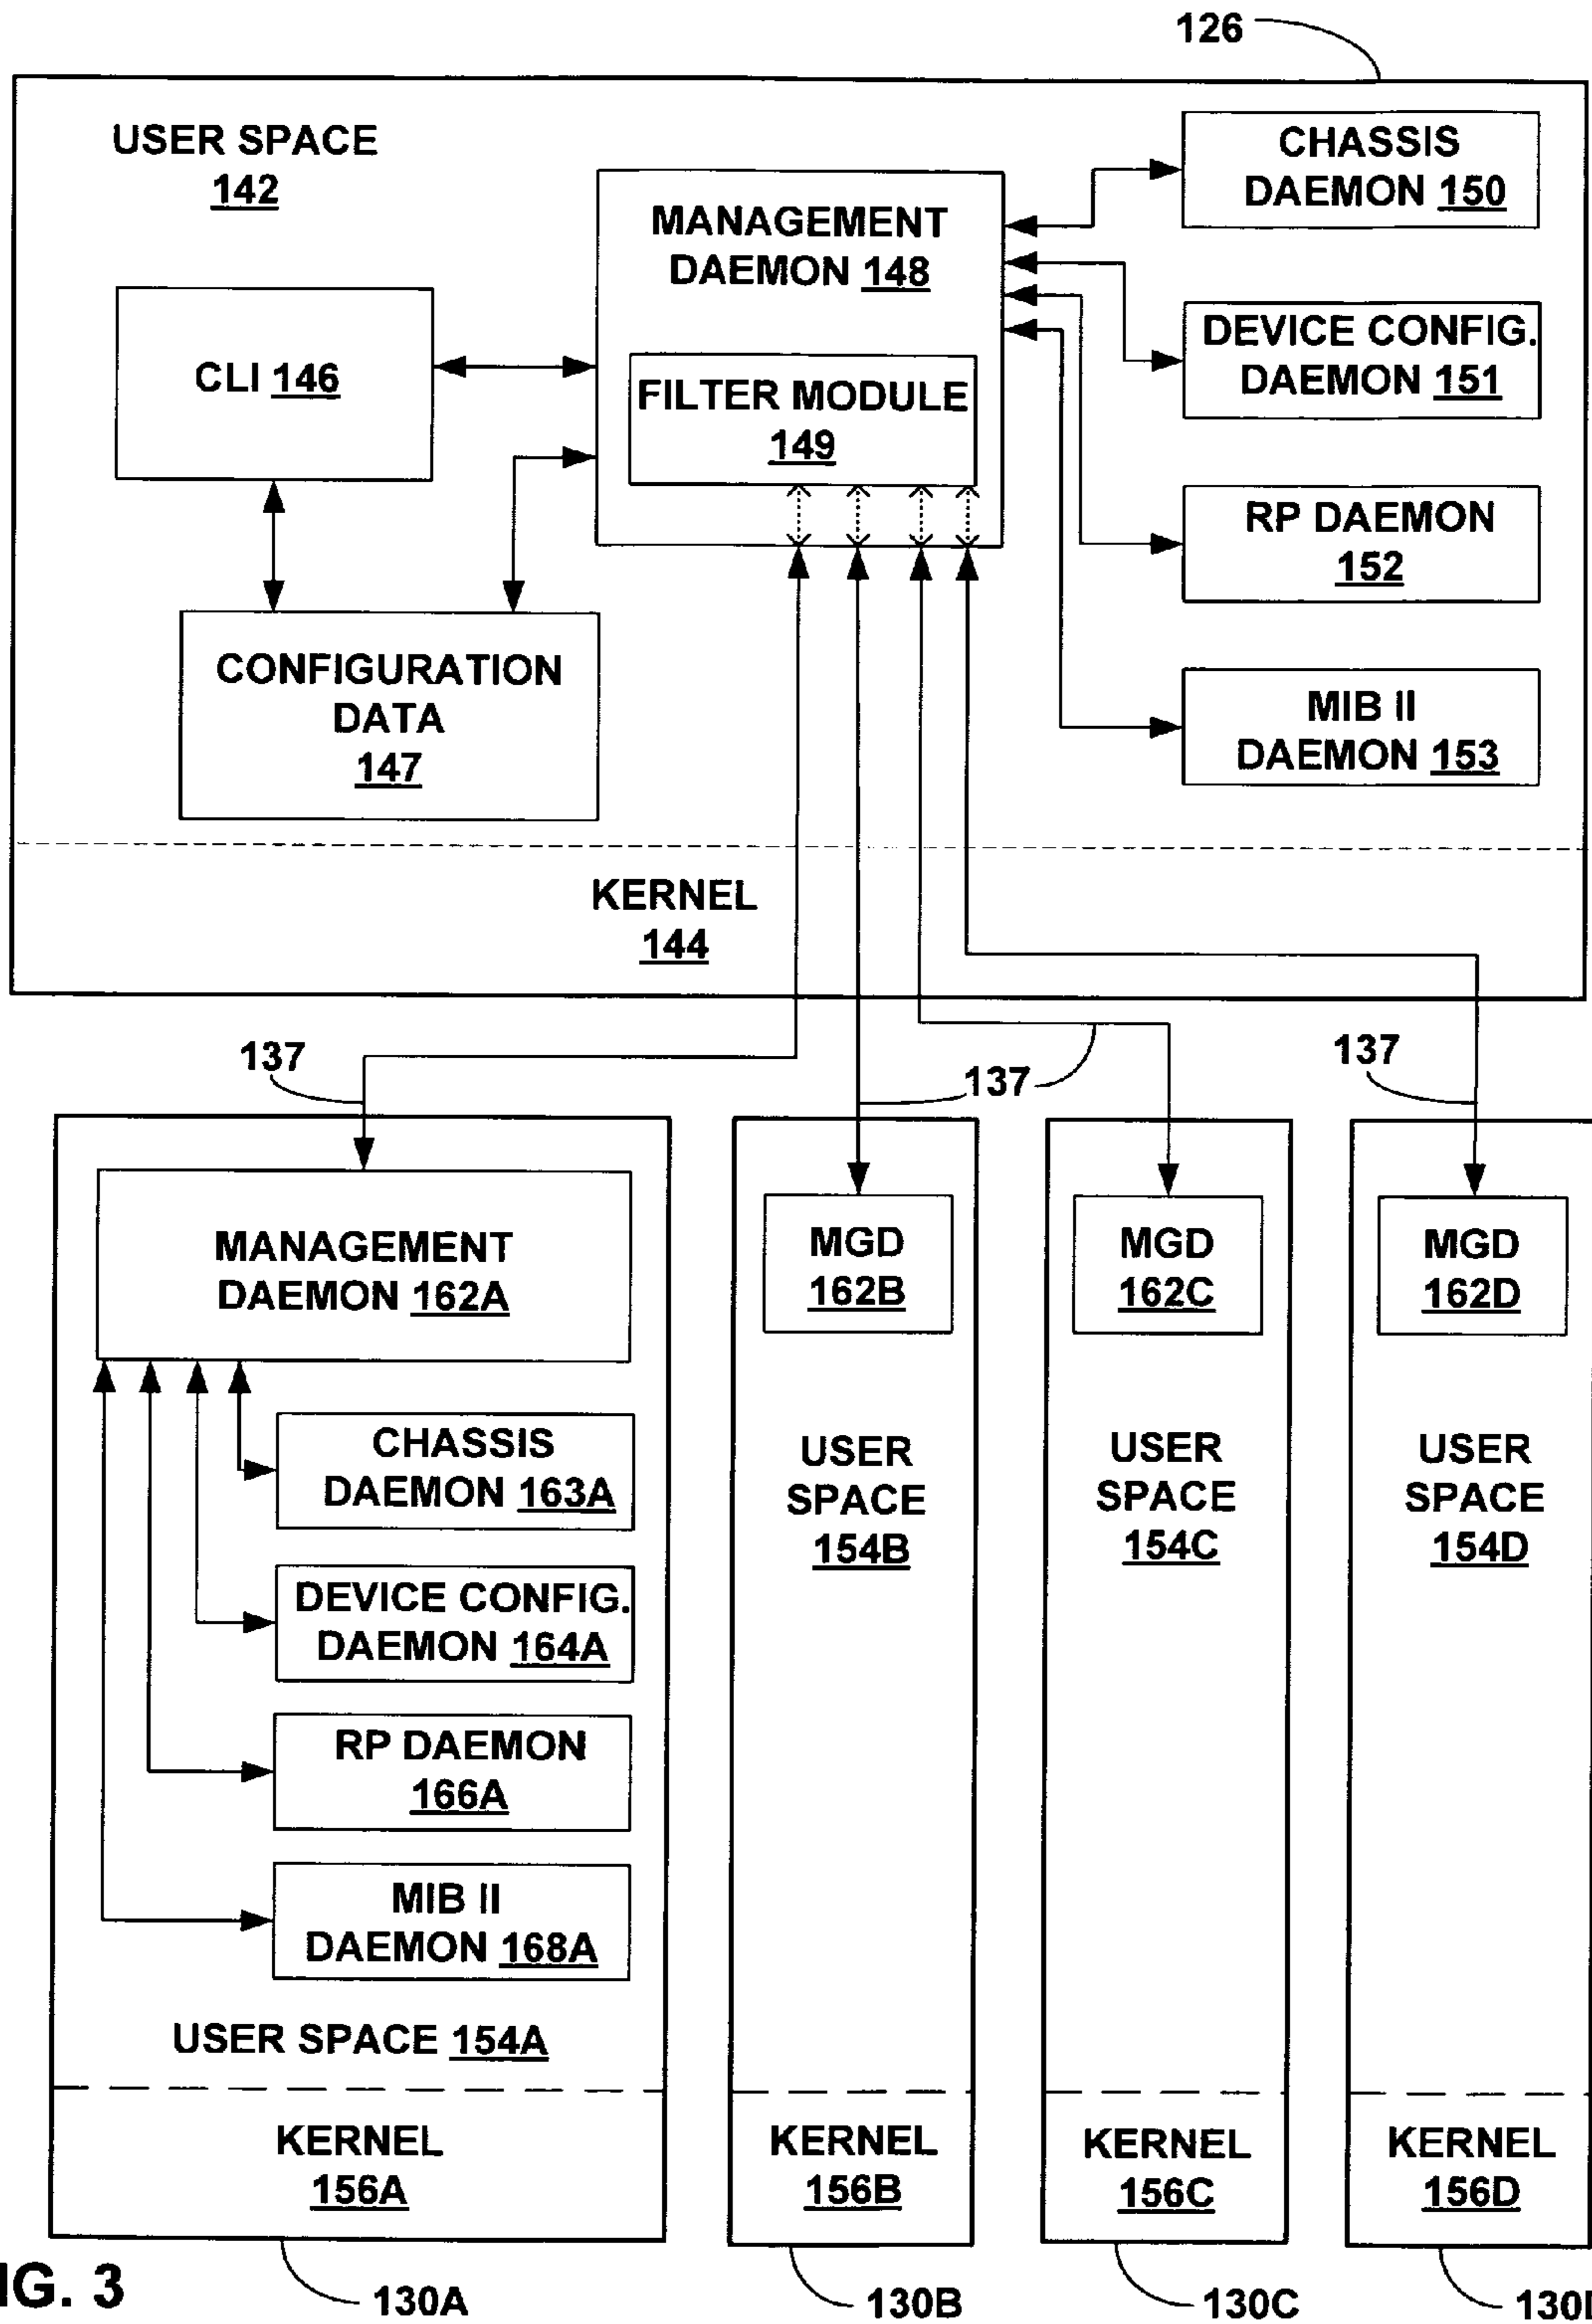 126
USER SPACE
142
CHASSIS
DAEMON 150
MANAGEMENT
DAEMON 148
DEVICE CONFIG.
DAEMON 151
CLI 146
FILTER MODULE
149
RP DAEMON
152
CONFIGURATION
DATA
147
MIB II
DAEMON 153
KERNEL
144
137
137
137
MANAGEMENT
DAEMON 162A
MGD
162B
MGD
162C
MGD
162D
CHASSIS
DAEMON 163A
DEVICE CONFIG.
DAEMON 164A
RP DAEMON
166A
MIB II
DAEMON 168A
USER SPACE 154A
USER
SPACE
154B
USER
SPACE
154C
USER
SPACE
154D
KERNEL
156A
KERNEL
156B
KERNEL
156C
KERNEL
156D
IG. 3
130A
130B
130C
130